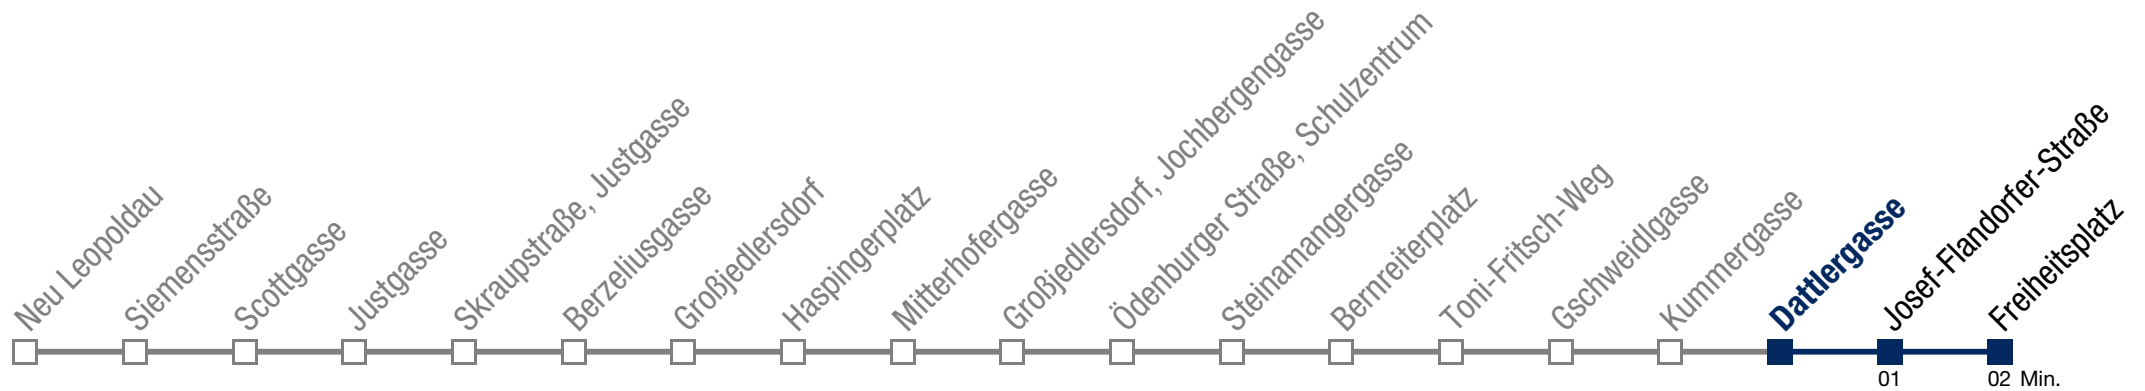 Neu Leopoldau
Siemensstraße
Scottgasse
Justgasse
Skraupstraße, Justgasse
Berzeliusgasse
Großjedlersdorf
Haspingerplatz
Mitterhofergasse
Großjedlersdorf, Jochbergengasse
Ödenburger Straße, Schulzentrum
Steinamangergasse
Bernreiterplatz
Toni-Fritsch-Weg
Gschweidlgasse
Kummergasse
Dattlergasse
Josef-Flandorfer-Straße
Freiheitsplatz
01
02 Min.